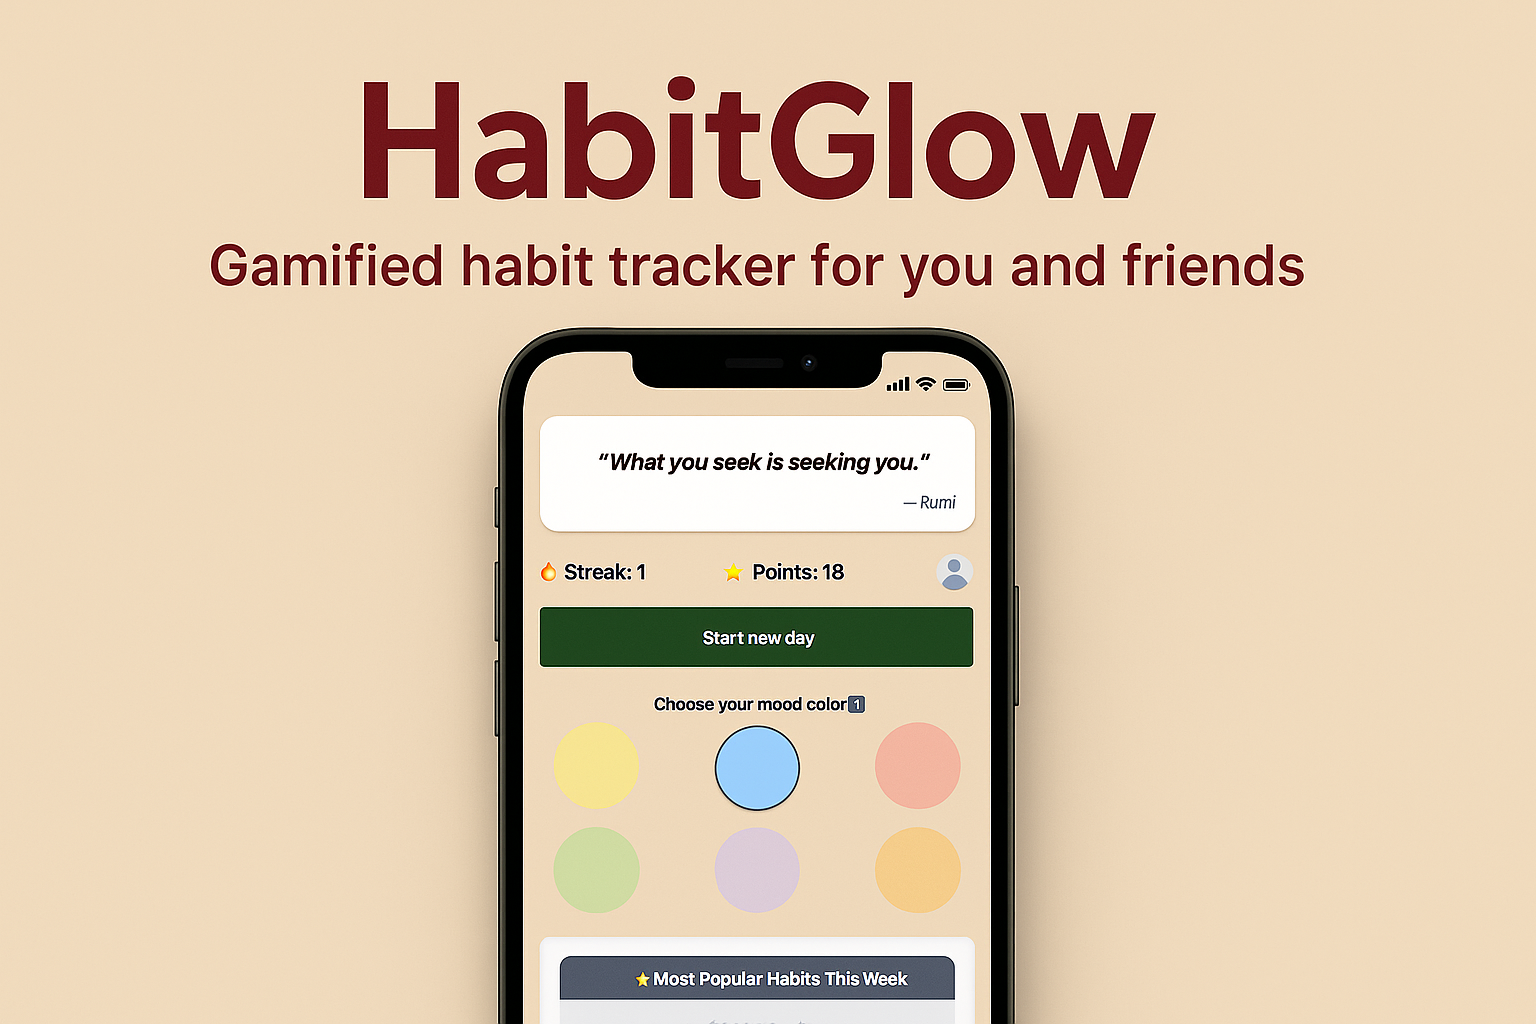 HabitGlow
Gamified habit tracker for you and friends
"What you seek is seeking you."
— Rumi
🔥 Streak: 1
⭐ Points: 18
Start new day
Choose your mood color 1
⭐ Most Popular Habits This Week